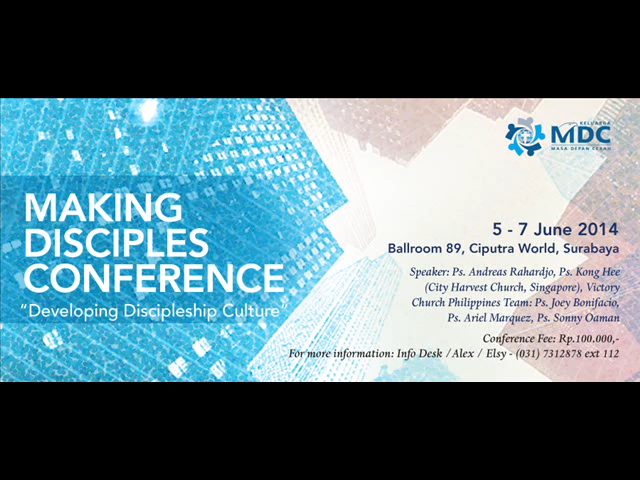 KELUARGA
MDC
MASA DEPAN CERAH
MAKING
DISCIPLES
CONFERENCE
“Developing Discipleship Culture”
5 - 7 June 2014
Ballroom 89, Ciputra World, Surabaya
Speaker: Ps. Andreas Rahardjo, Ps. Kong Hee
(City Harvest Church, Singapore), Victory
Church Philippines Team: Ps. Joey Bonifacio,
Ps. Ariel Marquez, Ps. Sonny Oaman
Conference Fee: Rp.100.000,-
For more information: Info Desk / Alex / Elsy - (031) 7312878 ext 112